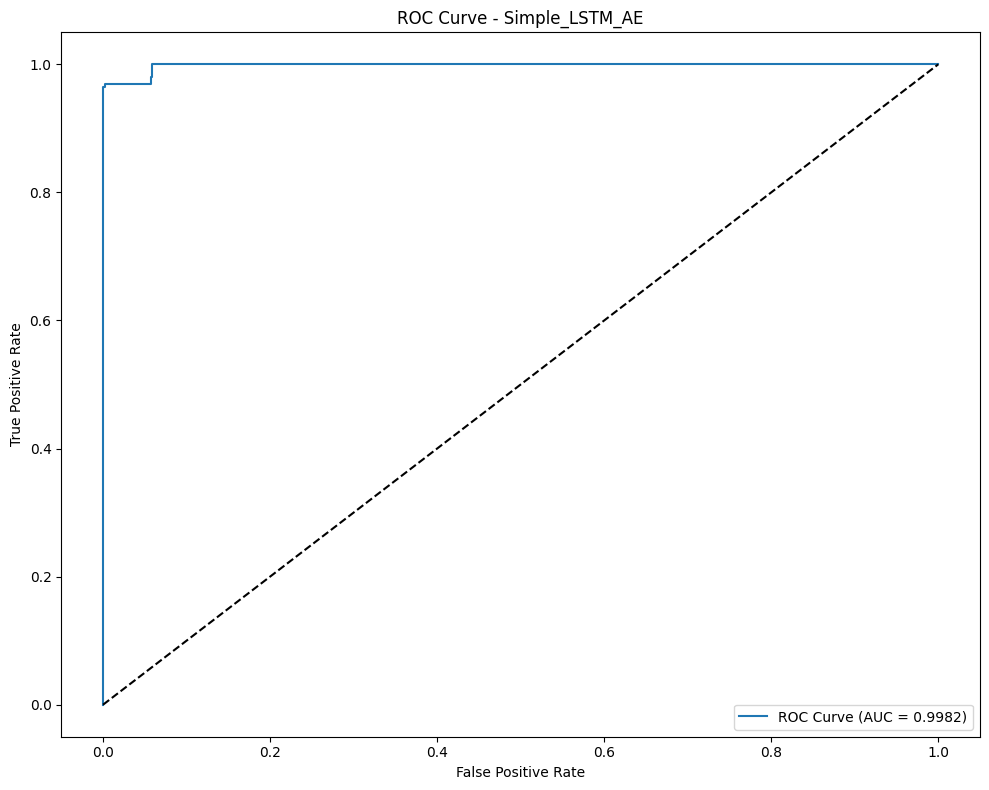 ROC Curve - Simple_LSTM_AE
True Positive Rate
1.0
0.8
0.6
0.4
0.2
0.0
ROC Curve (AUC = 0.9982)
0.0 0.2 0.4 0.6 0.8 1.0
False Positive Rate